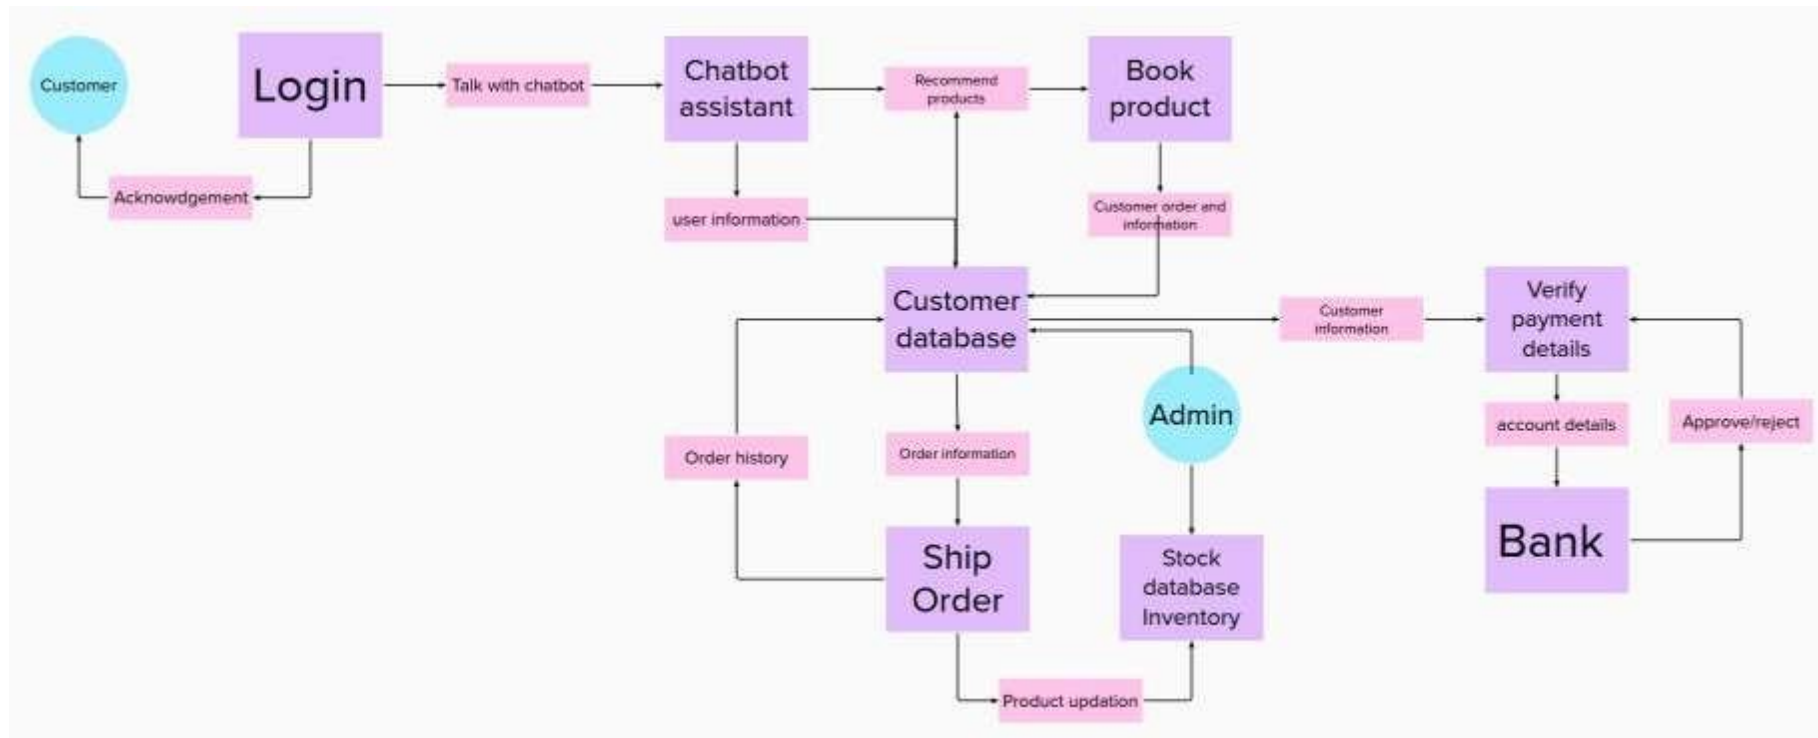 Customer
Login
Talk with chatbot
Chatbot
assistant
Recommend
products
Book
product
Acknowdgement
user information
Customer order and
information
Customer
database
Customer
information
Verify
payment
details
Admin
account details
Approve/reject
Order history
Order information
Ship
Order
Stock
database
Inventory
Bank
Product updation